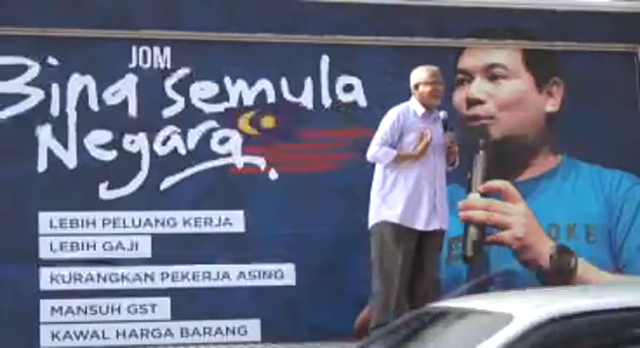 JOM
Bina semula
Negara.
LEBIH PELUANG KERJA
LEBIH GAJI
KURANGKAN PEKERJA ASING
MANSUH GST
KAWAL HARGA BARANG